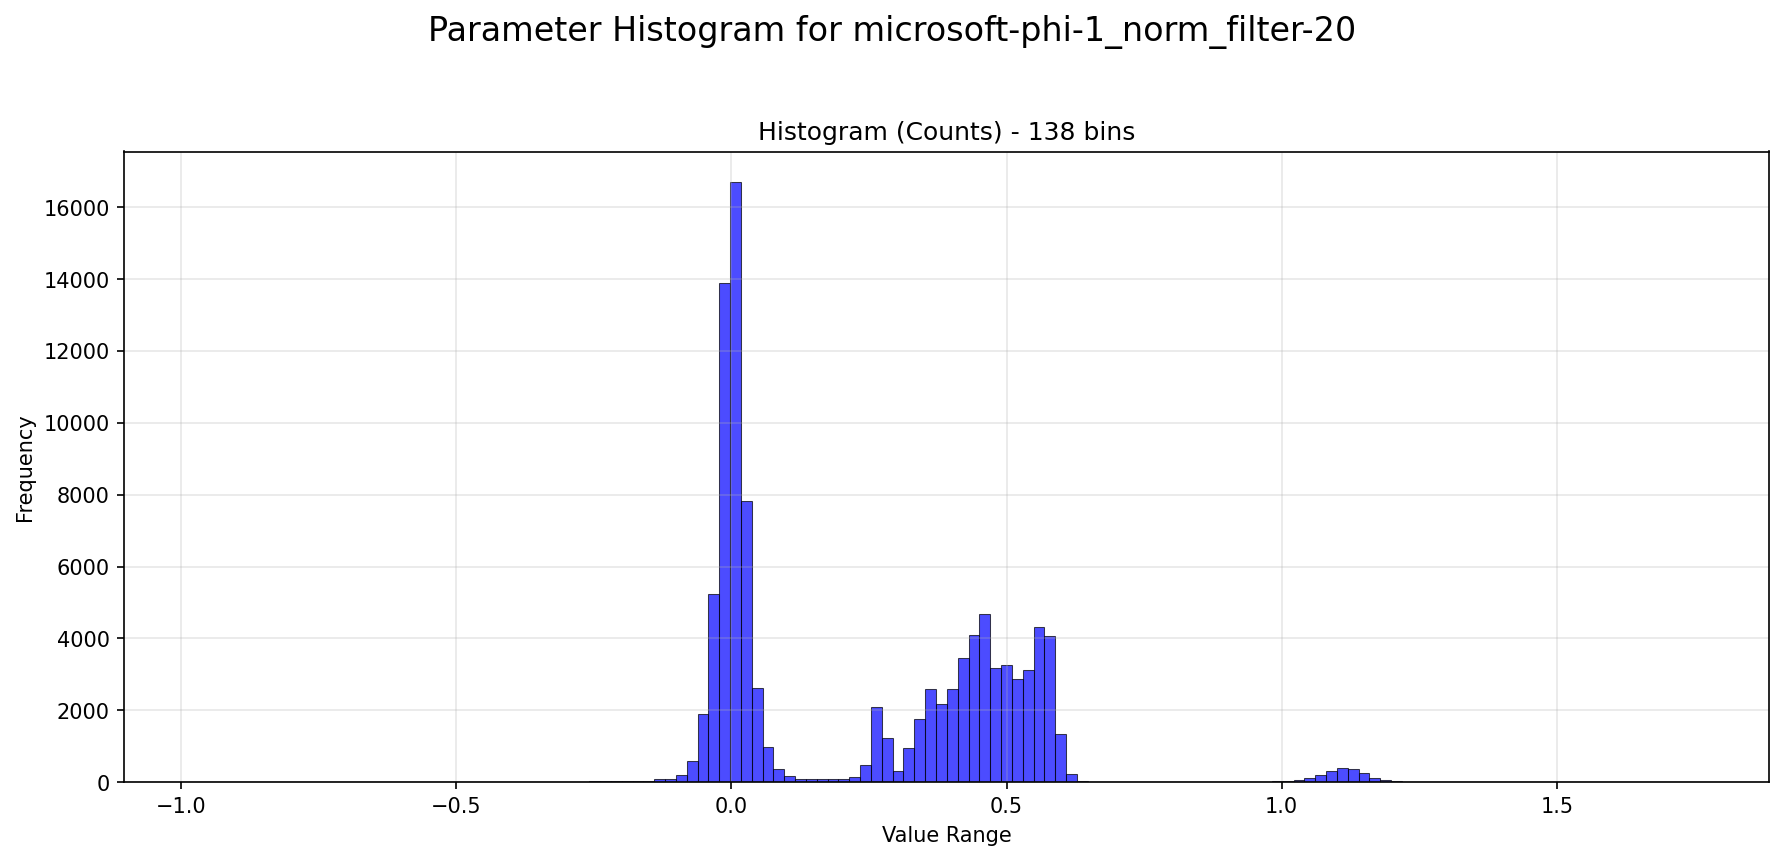 Parameter Histogram for microsoft-phi-1_norm_filter-20
Histogram (Counts) - 138 bins
Frequency
16000
14000
12000
10000
8000
6000
4000
2000
0
−1.0 −0.5 0.0 0.5 1.0 1.5
Value Range